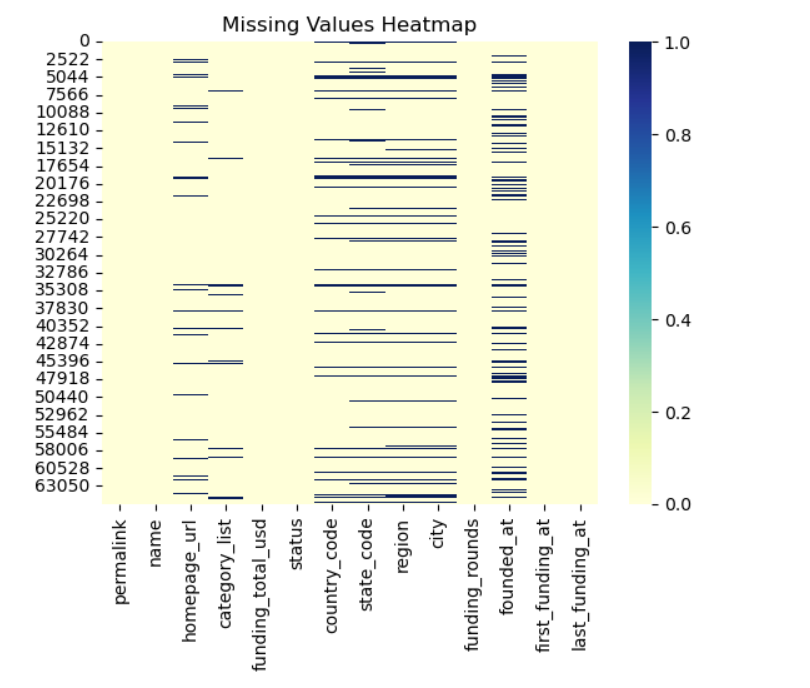 Missing Values Heatmap
0
2522
5044
7566
10088
12610
15132
17654
20176
22698
25220
27742
30264
32786
35308
37830
40352
42874
45396
47918
50440
52962
55484
58006
60528
63050
1.0
0.8
0.6
0.4
0.2
0.0
permalink
name
homepage_url
category_list
funding_total_usd
status
country_code
state_code
region
city
funding_rounds
founded_at
first_funding_at
last_funding_at